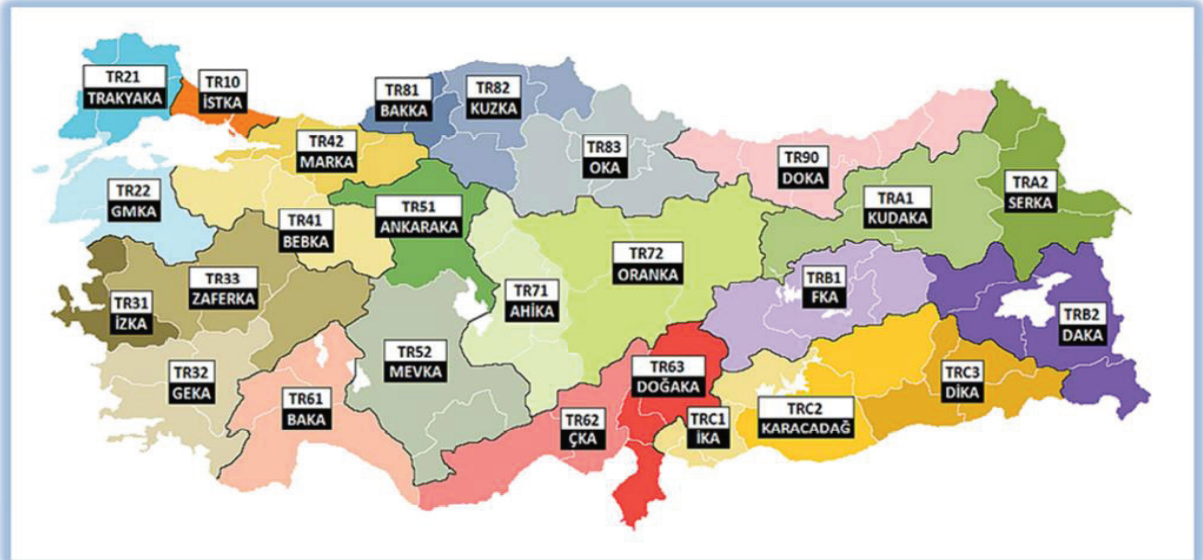 TR21
TRAKYAKA
TR10
İSTKA
TR81
BAKKA
TR82
KUZKA
TR42
MARKA
TR83
OKA
TR90
DOKA
TR22
GMKA
TR41
BEBKA
TR51
ANKARAKA
TRA1
KUDAKA
TRA2
SERKA
TR33
ZAFERKA
TR72
ORANKA
TR31
İZKA
TR71
AHİKA
TRB1
FKA
TRB2
DAKA
TR32
GEKA
TR52
MEVKA
TR63
DOĞAKA
TRC3
DİKA
TR61
BAKA
TR62
ÇKA
TRC1
İKA
TRC2
KARACADAĞ